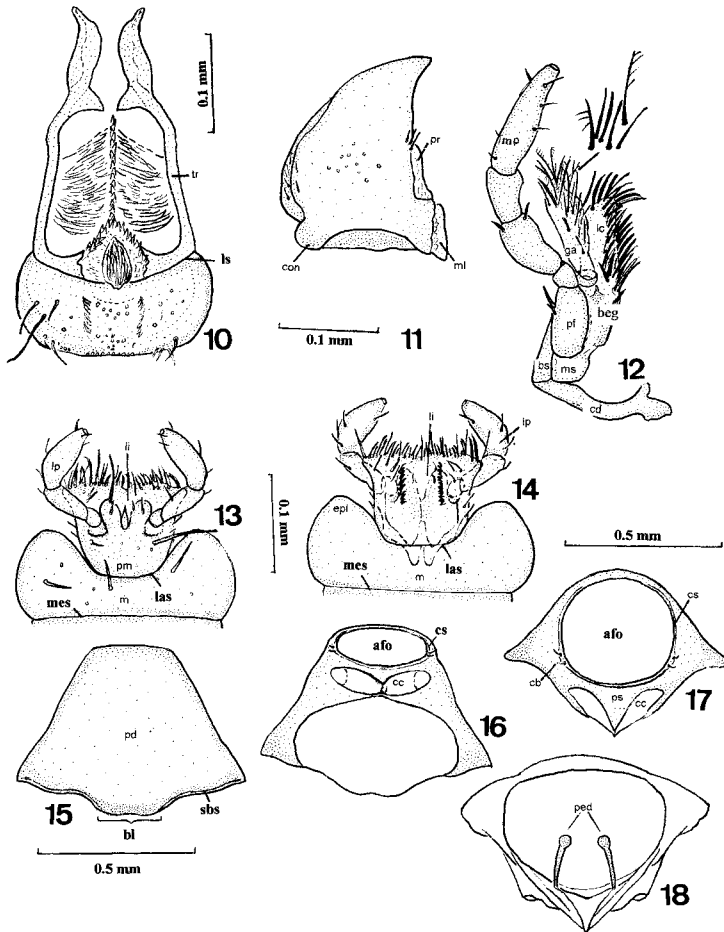 0.1 mm
tr
ls
10
pr
con
ml
0.1 mm
11
mp
lc
ga
pf
beg
bs
ms
cd
12
li
lp
13
pm
las
mes
m
0.1 mm
li
lp
14
epi
las
mes
m
0.5 mm
cs
afo
cb
ps
cc
17
cs
afo
cc
16
pd
15
sbs
bl
0.5 mm
ped
18